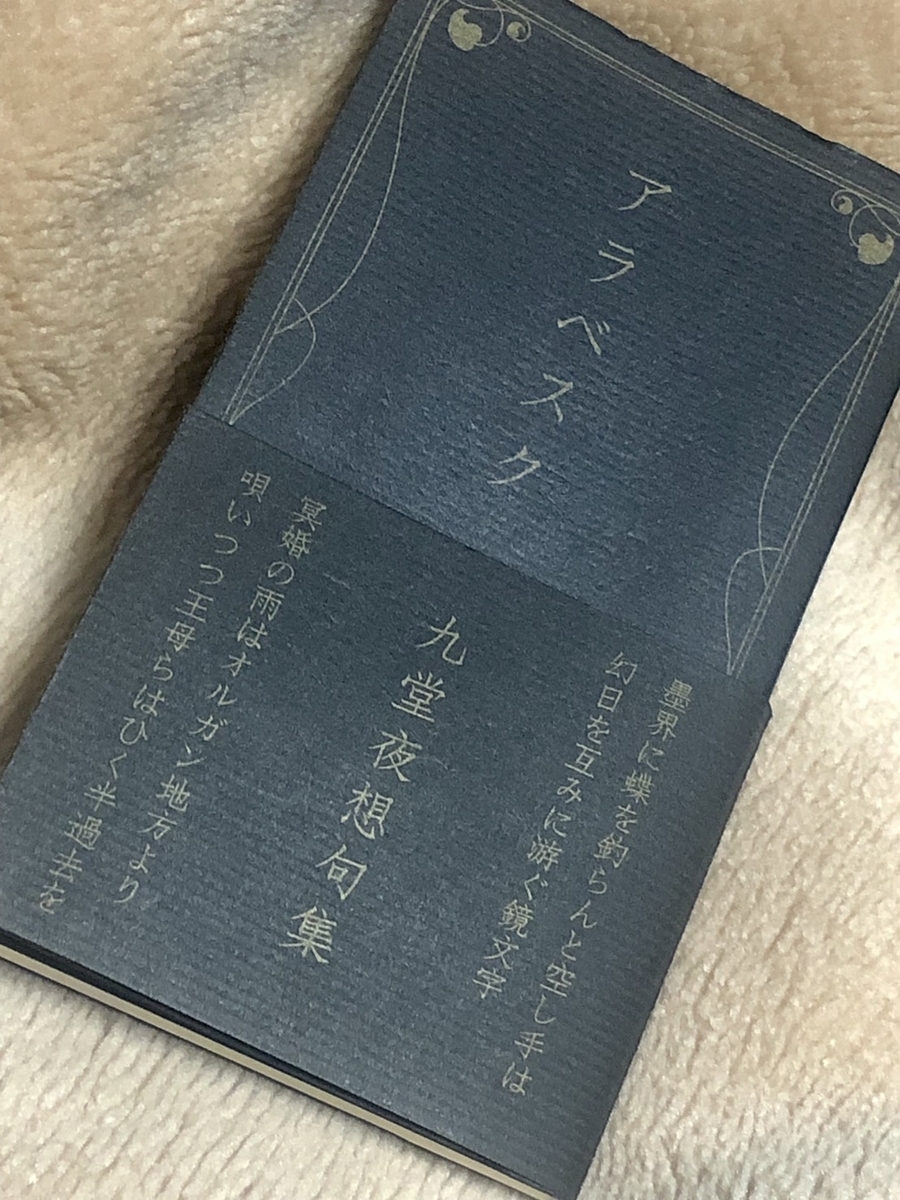 アラベスク
墨界に蝶を釣らんと空し手は
幻日を互みに游ぐ鏡文字
九堂夜想句集
冥婚の雨はオルガン地方より
唄いつつ王母らはひく半過去を